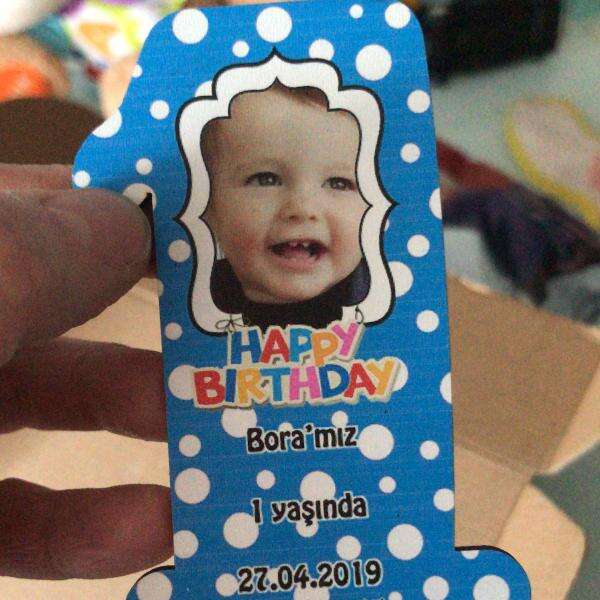 HAPPY
BIRTHDAY
Bora'mız
1 yaşında
27.04.2019